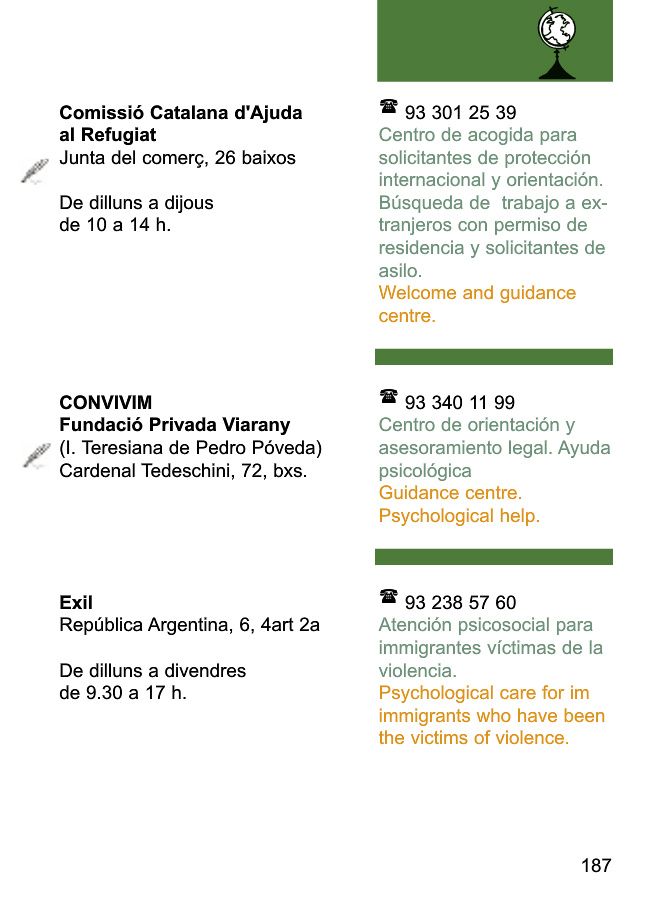 Comissió Catalana d'Ajuda
al Refugiat
Junta del comerç, 26 baixos
De dilluns a dijous
de 10 a 14 h.
93 301 25 39
Centro de acogida para
solicitantes de protección
internacional y orientación.
Búsqueda de  trabajo a ex-
tranjeros con permiso de
residencia y solicitantes de
asilo.
Welcome and guidance
centre.
CONVIVIM
Fundació Privada Viarany
(I. Teresiana de Pedro Póveda)
Cardenal Tedeschini, 72, bxs.
93 340 11 99
Centro de orientación y
asesoramiento legal. Ayuda
psicológica
Guidance centre.
Psychological help.
Exil
República Argentina, 6, 4art 2a
De dilluns a divendres
de 9.30 a 17 h.
93 238 57 60
Atención psicosocial para
immigrantes víctimas de la
violencia.
Psychological care for im
immigrants who have been
the victims of violence.
187